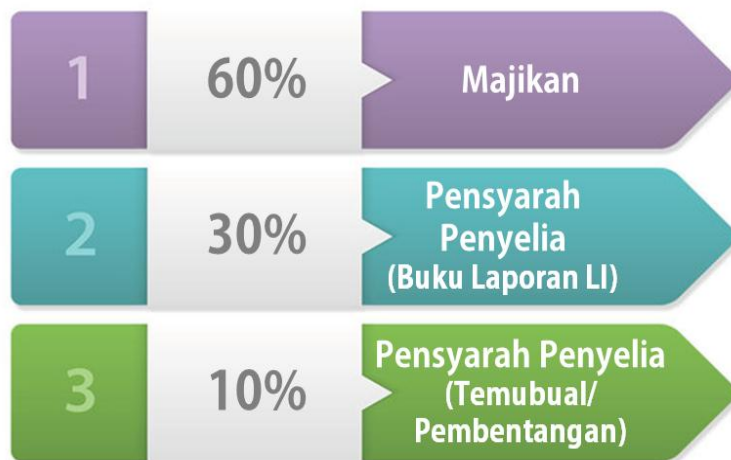 1
60%
Majikan
2
30%
Pensyarah
Penyelia
(Buku Laporan LI)
3
10%
Pensyarah Penyelia
(Temubual/
Pembentangan)